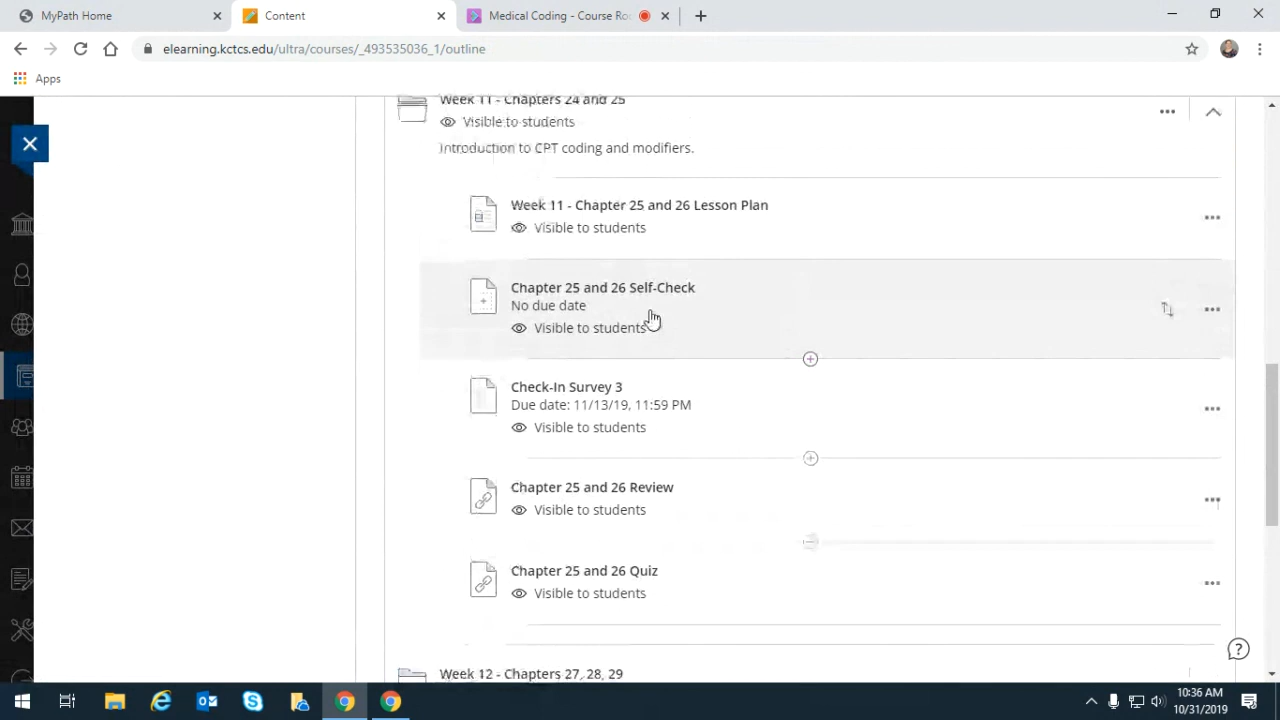 MyPath Home
Content
Medical Coding - Course Ro
elearning.kctcs.edu/ultra/courses/_493535036_1/outline
Apps
Week 11 - Chapters 24 and 25
Visible to students
Introduction to CPT coding and modifiers.
Week 11 - Chapter 25 and 26 Lesson Plan
Visible to students
Chapter 25 and 26 Self-Check
No due date
Visible to students
Check-In Survey 3
Due date: 11/13/19, 11:59 PM
Visible to students
Chapter 25 and 26 Review
Visible to students
Chapter 25 and 26 Quiz
Visible to students
Week 12 - Chapters 27, 28, 29
10:36 AM
10/31/2019